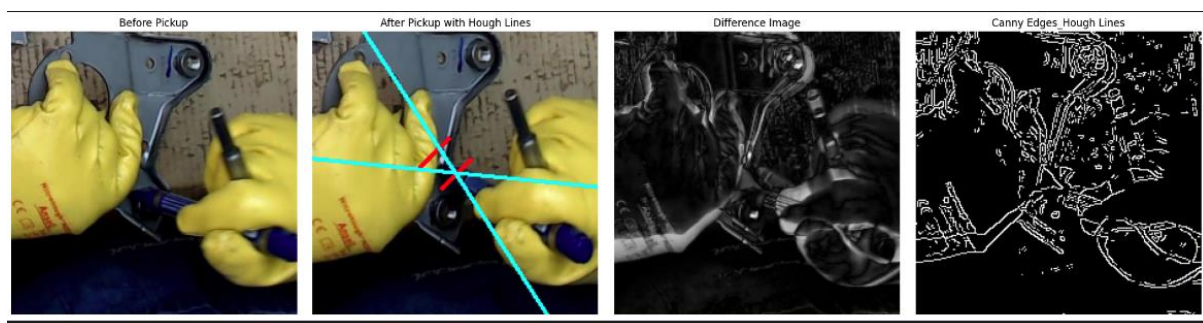 Before Pickup
After Pickup with Hough Lines
Difference Image
Canny Edges_Hough Lines